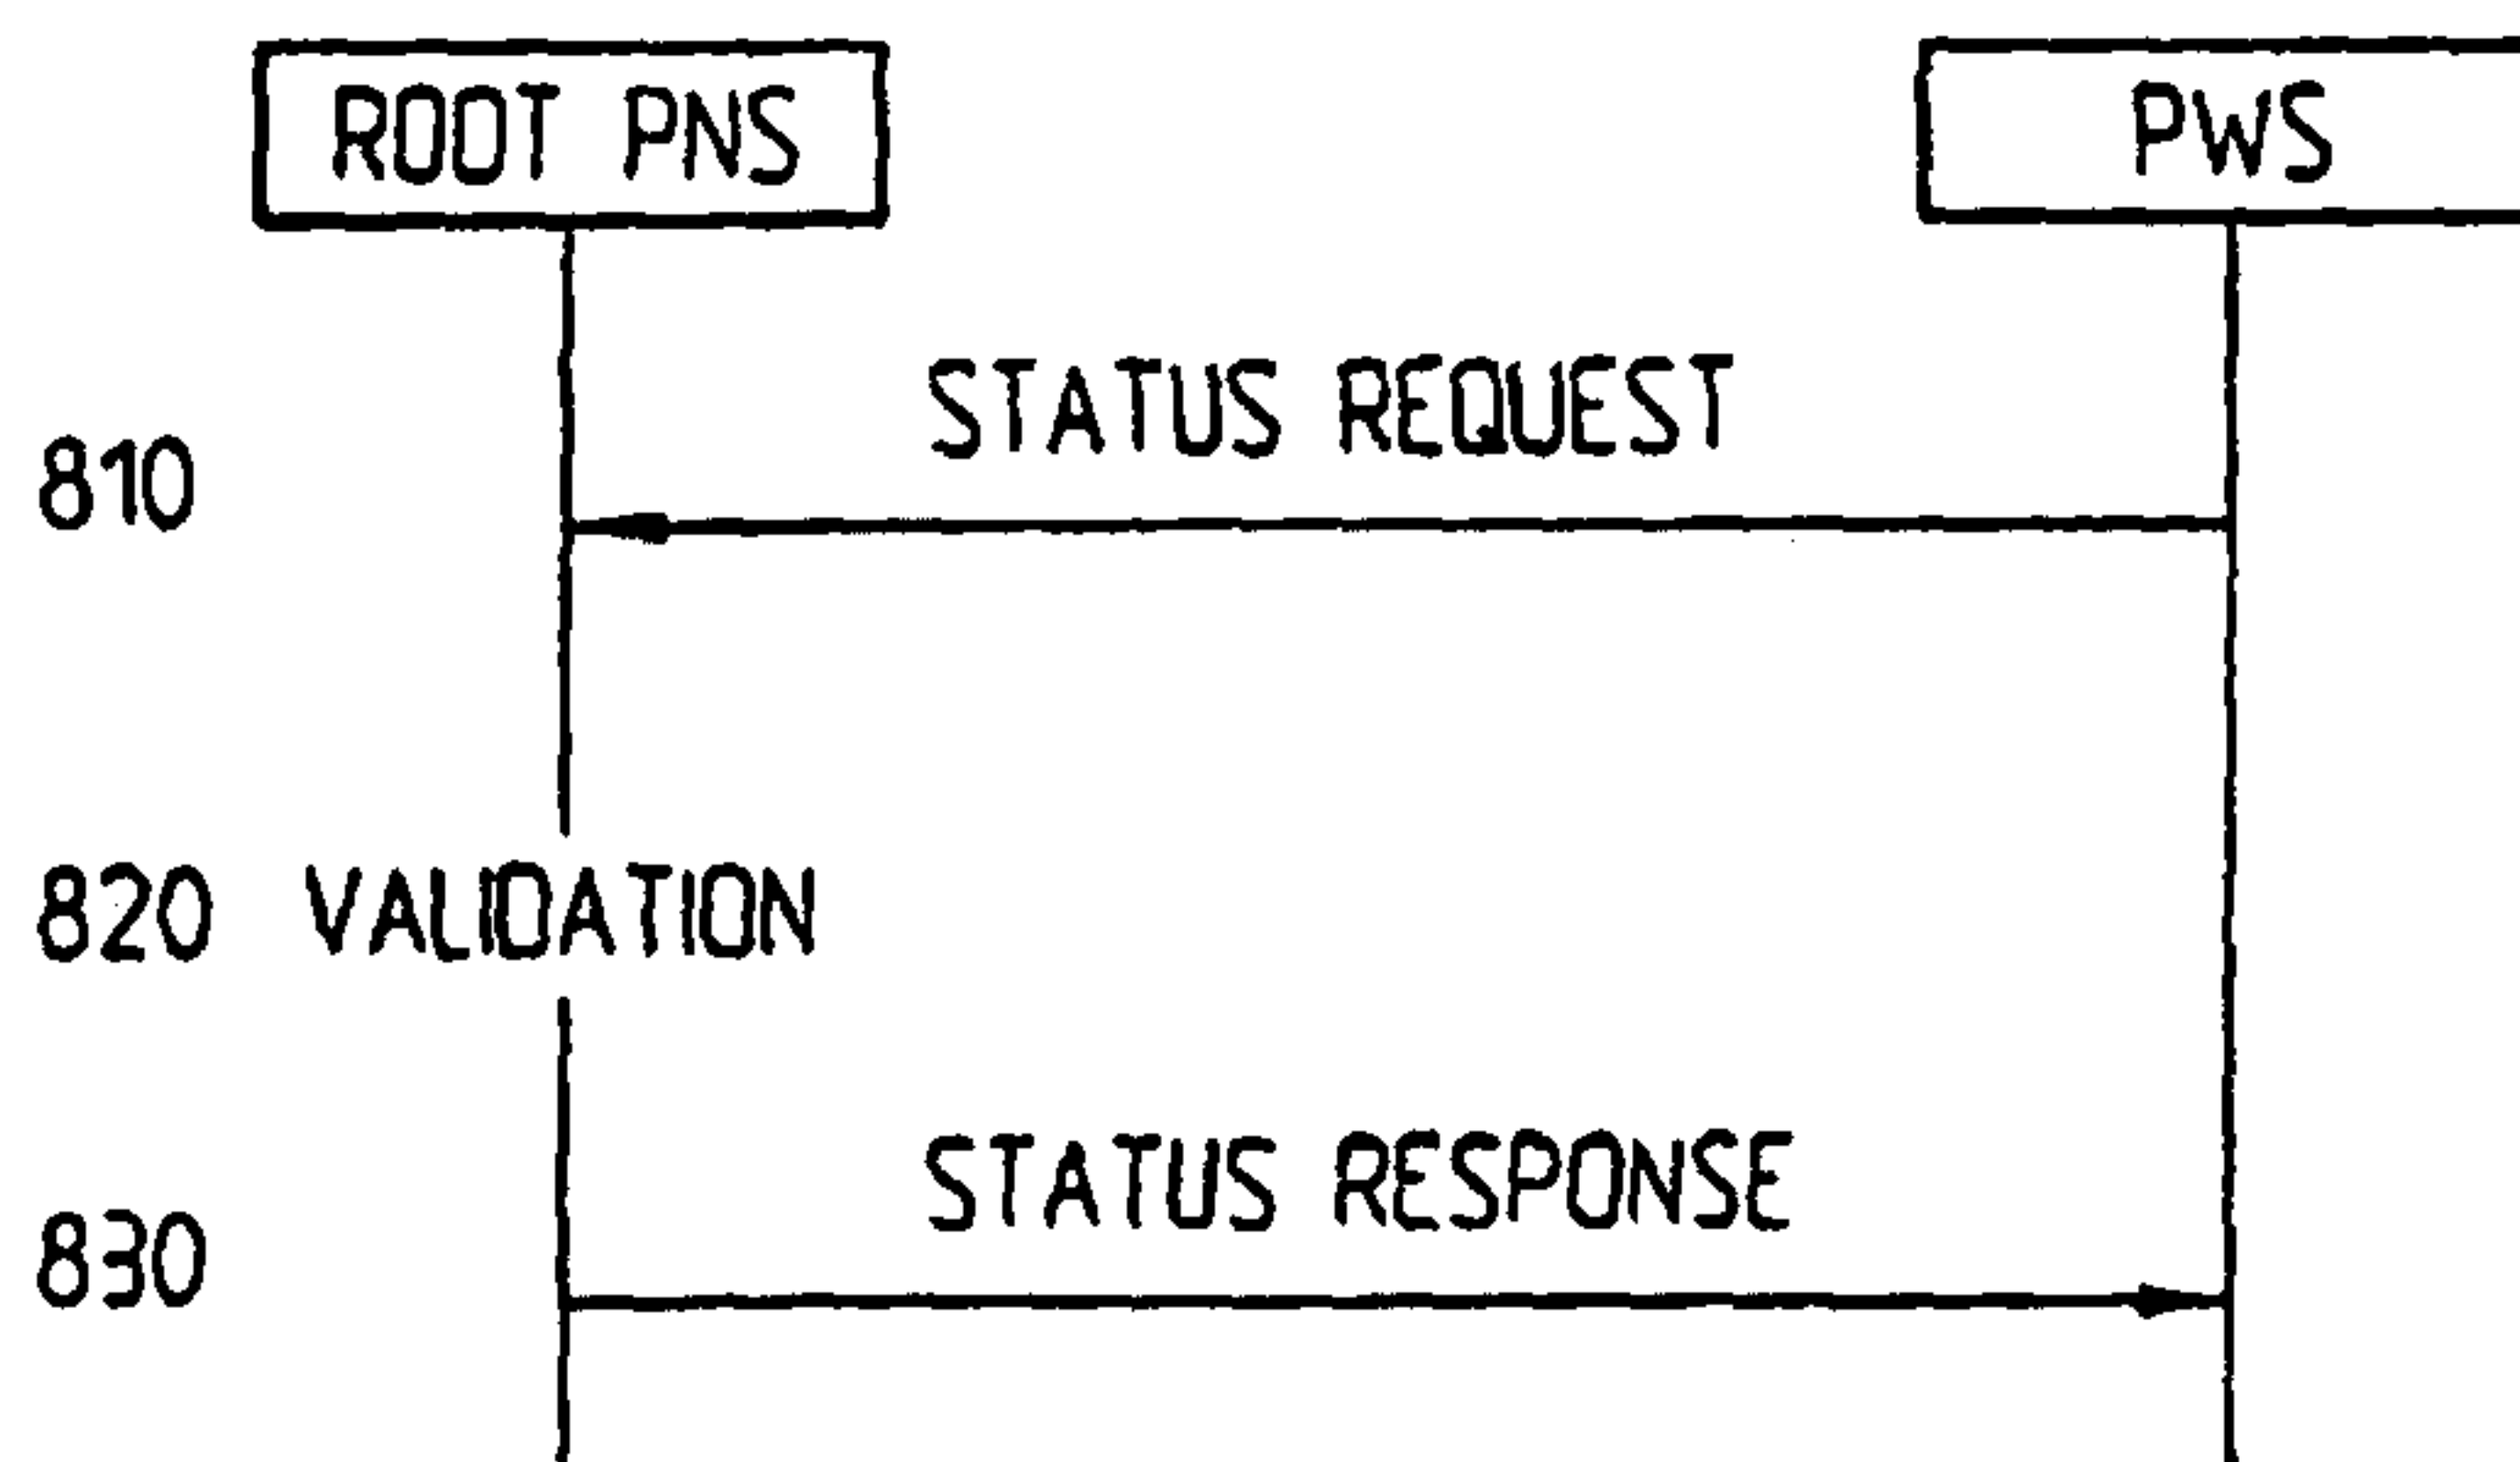 ROOT PNS
PWS
STATUS REQUEST
810
820 VALIDATION
STATUS RESPONSE
830